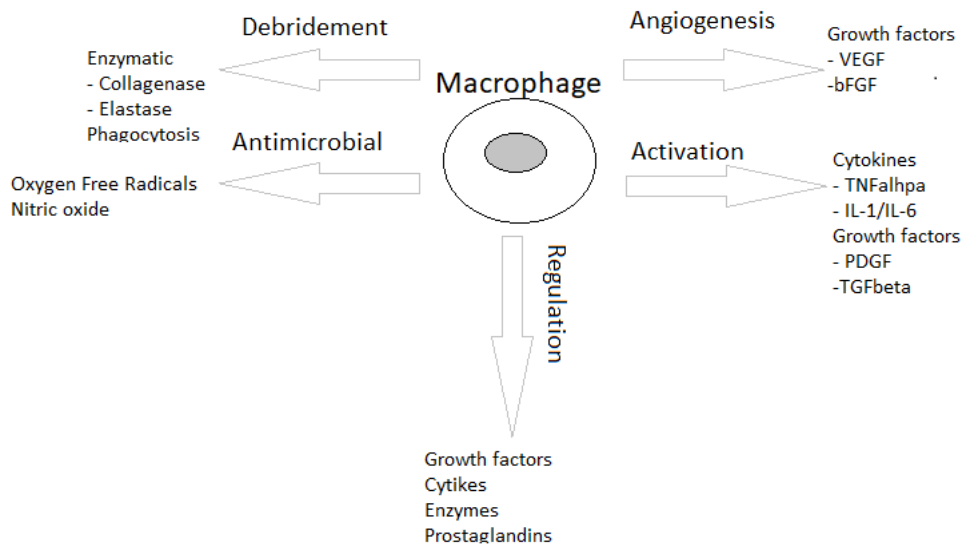 Debridement
Enzymatic
- Collagenase
- Elastase
Phagocytosis
Antimicrobial
Oxygen Free Radicals
Nitric oxide
Macrophage
Angiogenesis
Growth factors
- VEGF
-bFGF
Activation
Cytokines
- TNFalhpa
- IL-1/IL-6
Growth factors
- PDGF
-TGFbeta
Regulation
Growth factors
Cytikes
Enzymes
Prostaglandins